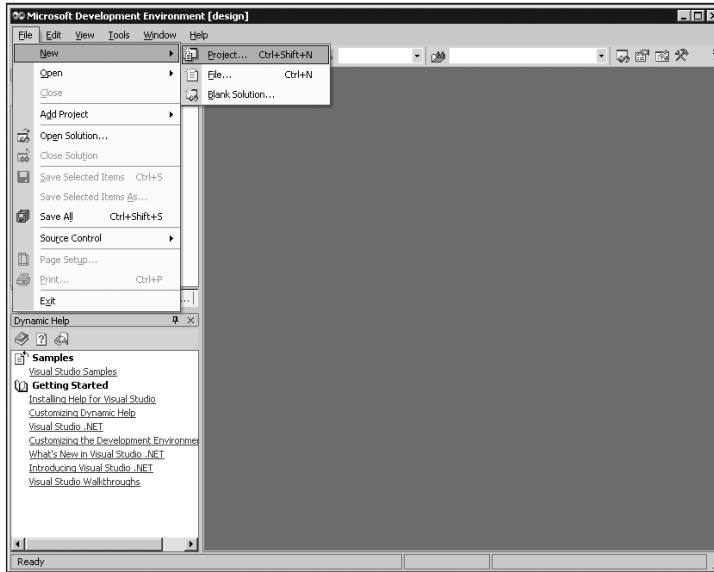 Microsoft Development Environment [design]
File Edit View Tools Window Help
New
Project... Ctrl+Shift+N
Open
File... Ctrl+N
Close
Blank Solution...
Add Project
Open Solution...
Close Solution
Save Selected Items Ctrl+S
Save Selected Items As...
Save All Ctrl+Shift+S
Source Control
Page Setup...
Print... Ctrl+P
Exit
...
Dynamic Help
Samples
Visual Studio Samples
Getting Started
Installing Help for Visual Studio
Customizing Dynamic Help
Visual Studio .NET
Customizing the Development Environme
What's New in Visual Studio .NET
Introducing Visual Studio .NET
Visual Studio Walkthroughs
Ready